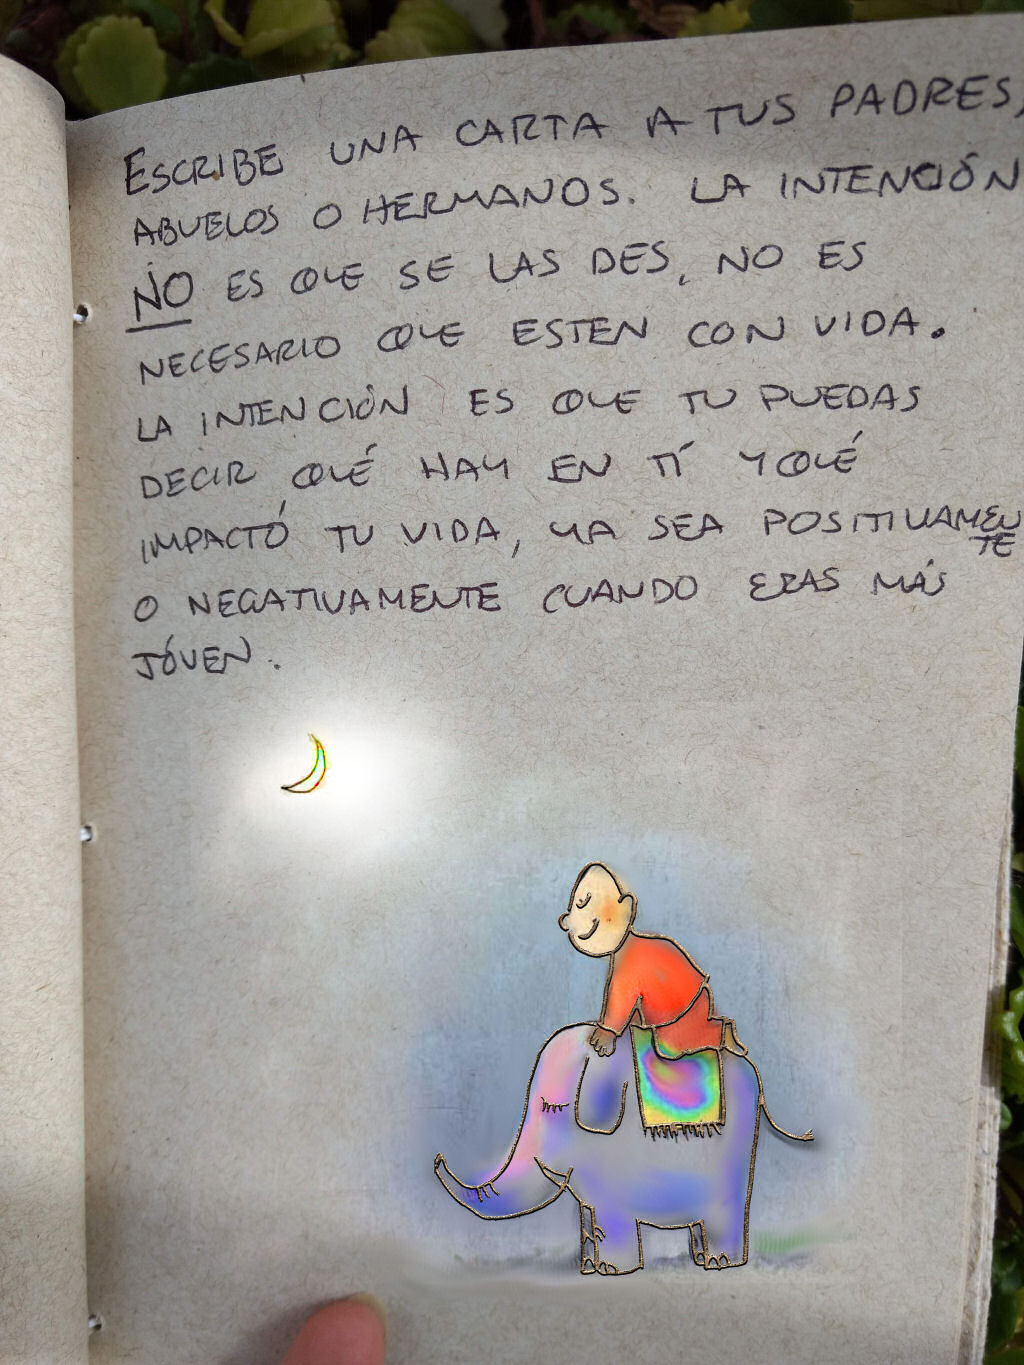 ESCRIBE UNA CARTA A TUS PADRES,
ABUELOS O HERMANOS. LA INTENCIÓN
NO ES QUE SE LAS DES, NO ES
NECESARIO QUE ESTEN CON VIDA.
LA INTENCIÓN ES QUE TU PUEDAS
DECIR QUÉ HAY EN TÍ Y QUÉ
IMPACTÓ TU VIDA, YA SEA POSITIVAMENTE
O NEGATIVAMENTE CUANDO ERAS MÁS
JÓVEN.